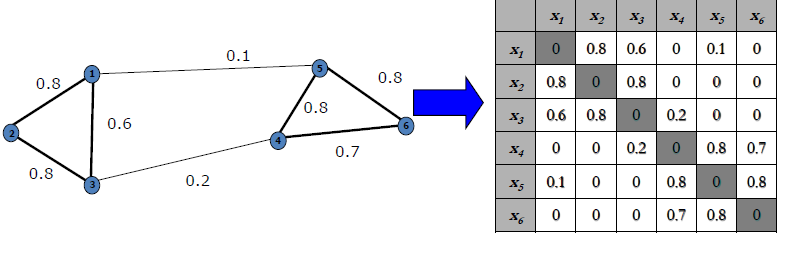 0.1
1
5
0.8
0.8
0.6
0.8
2
6
4
0.7
0.8
3
0.2
x1 x2 x3 x4 x5 x6
x1 0 0.8 0.6 0 0.1 0
x2 0.8 0 0.8 0 0 0
x3 0.6 0.8 0 0.2 0 0
x4 0 0 0.2 0 0.8 0.7
x5 0.1 0 0 0.8 0 0.8
x6 0 0 0 0.7 0.8 0